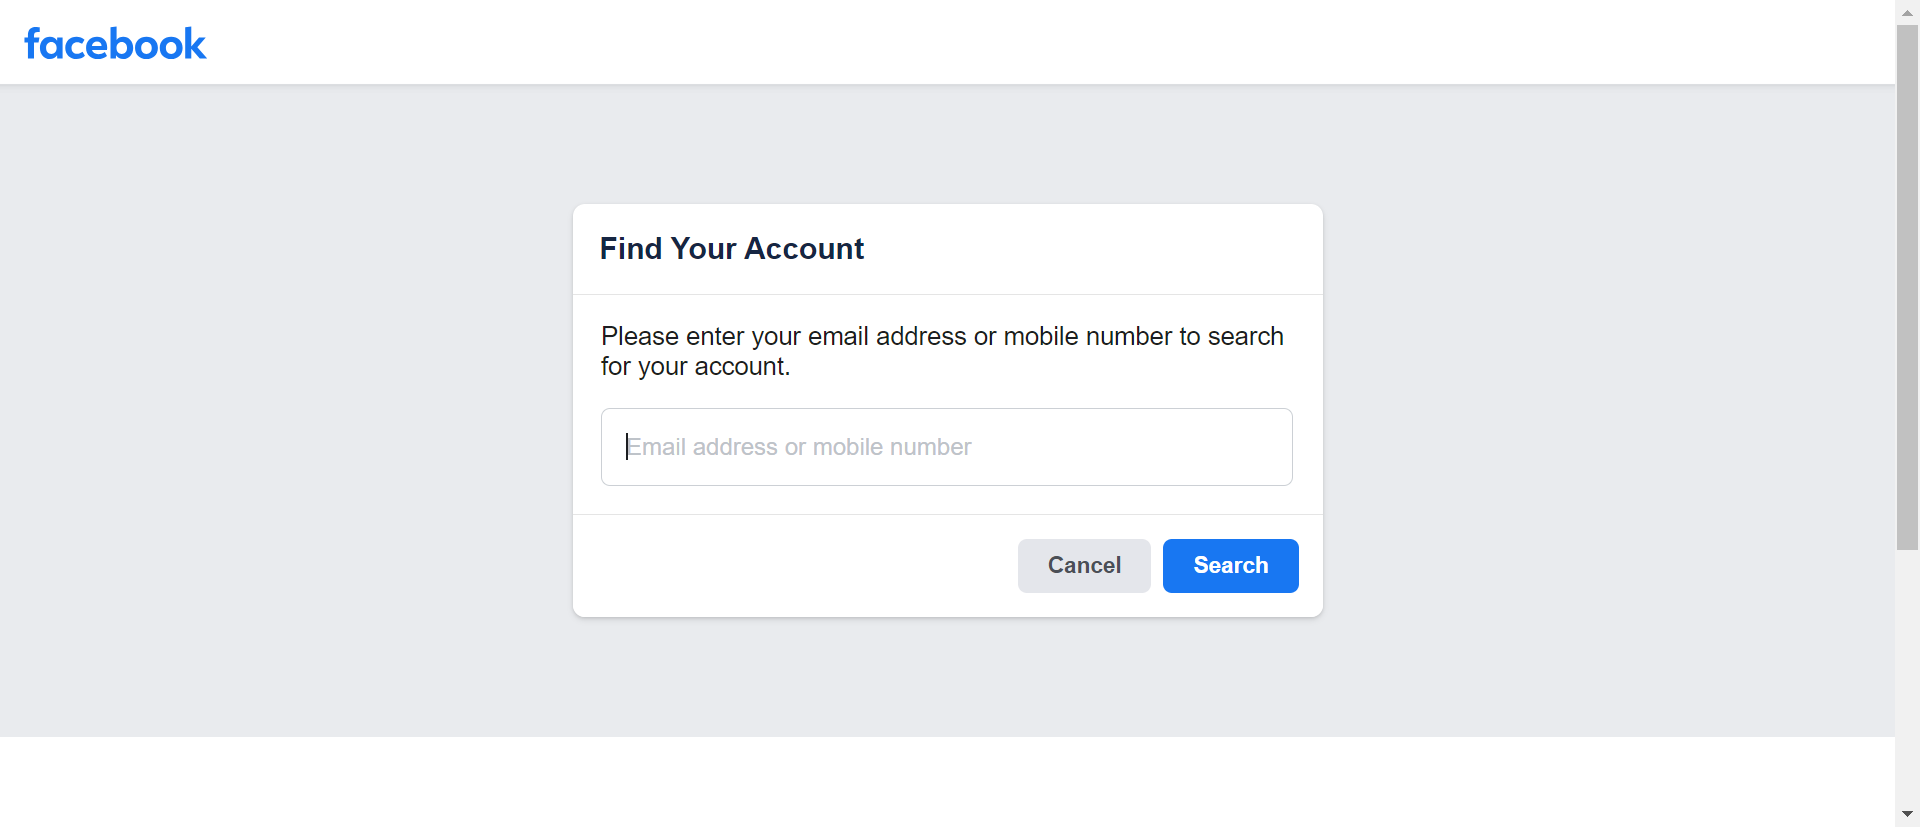 facebook
Find Your Account
Please enter your email address or mobile number to search
for your account.
Email address or mobile number
Cancel
Search